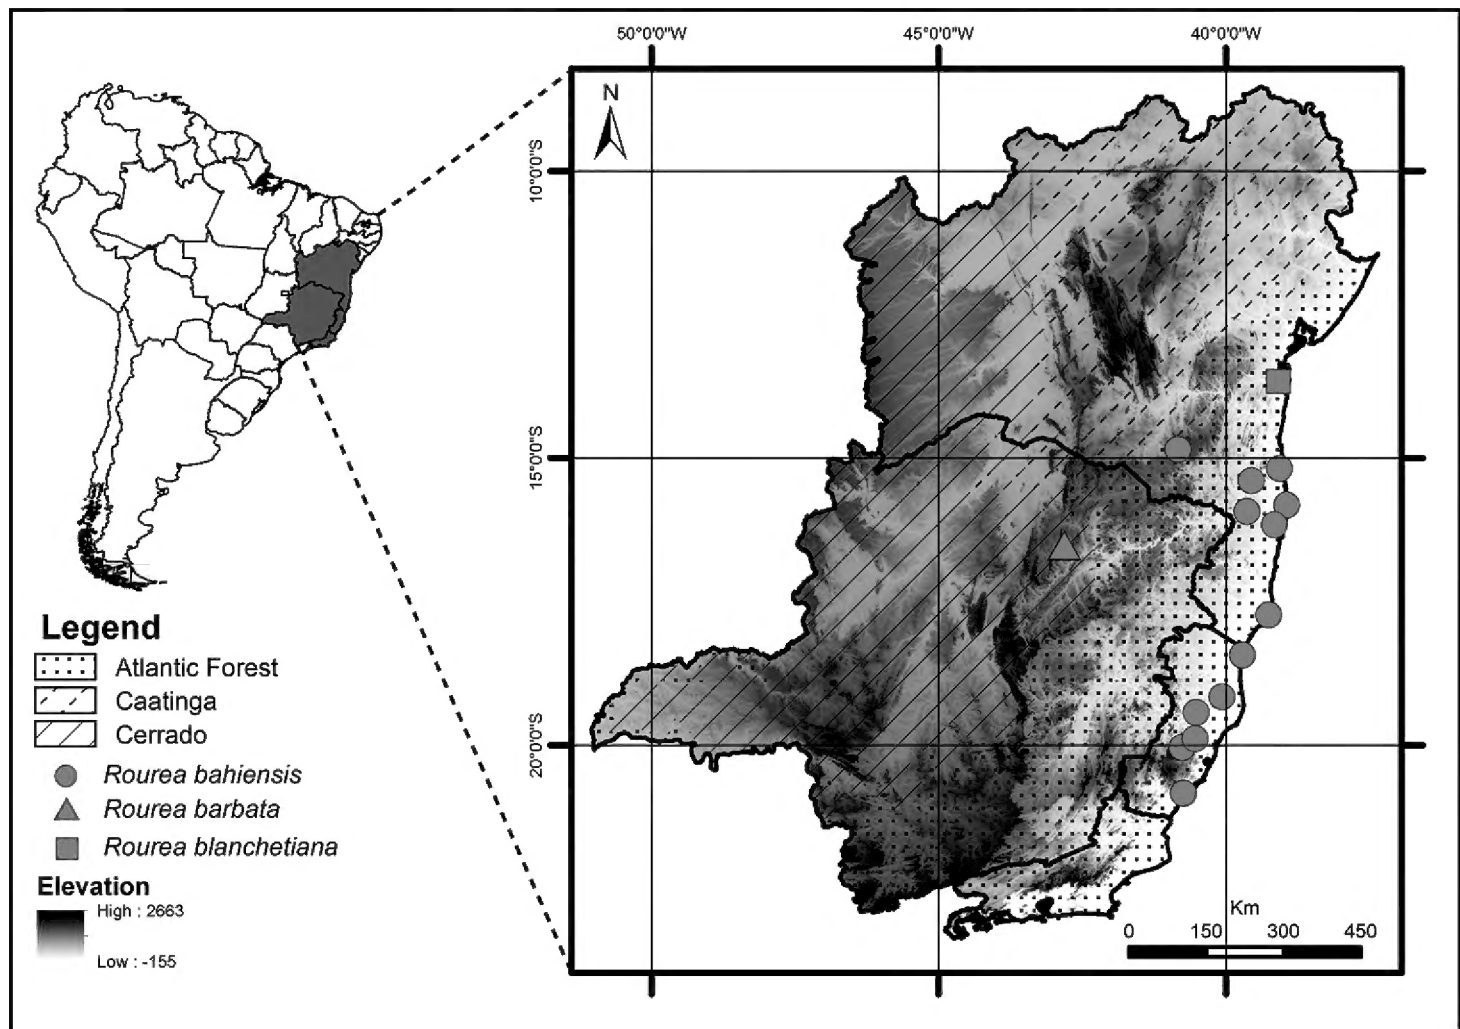 50°0'0"W 45°0'0"W 40°0'0"W
N
10°0'0"S
15°0'0"S
20°0'0"S
Legend
Atlantic Forest
Caatinga
Cerrado
Rourea bahiensis
Rourea barbata
Rourea blanchetiana
Elevation
High : 2663
Low : -155
Km
0 150 300 450